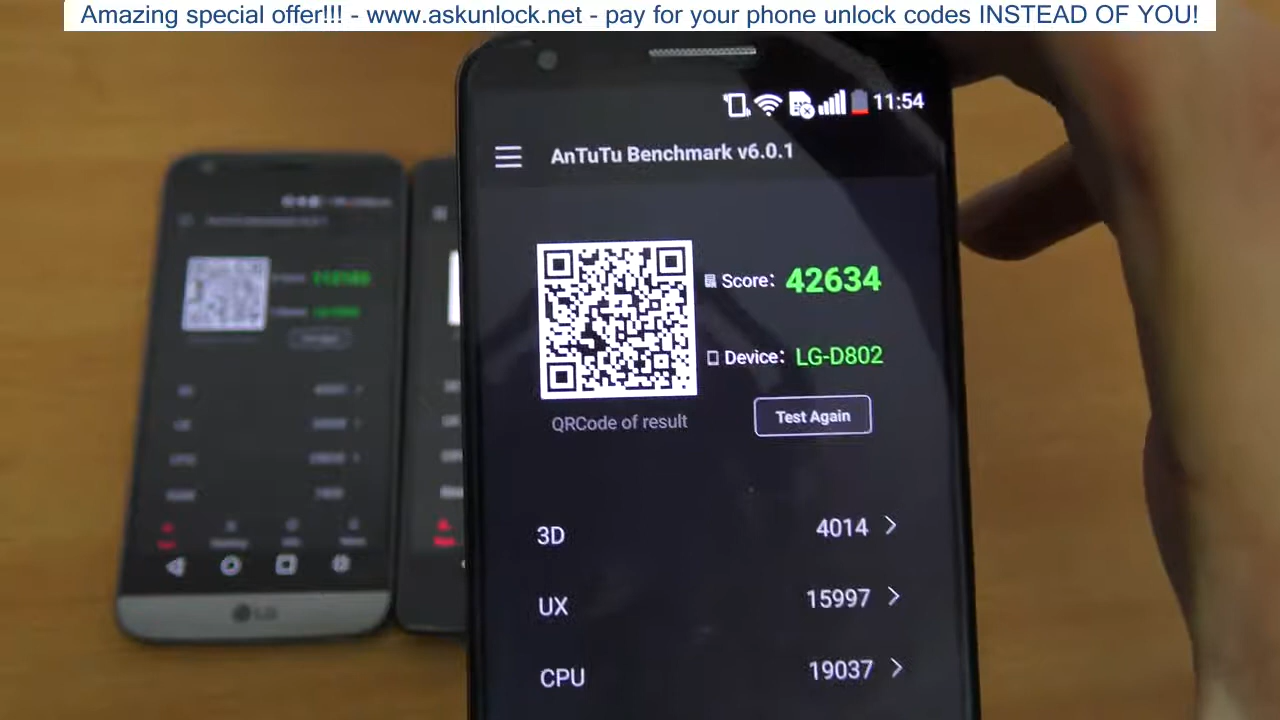 Amazing special offer!!! - www.askunlock.net - pay for your phone unlock codes INSTEAD OF YOU!
11:54
AnTuTu Benchmark v6.0.1
Score: 42634
Device: LG-D802
QRCode of result
Test Again
3D 4014
UX 15997
CPU 19037
LG